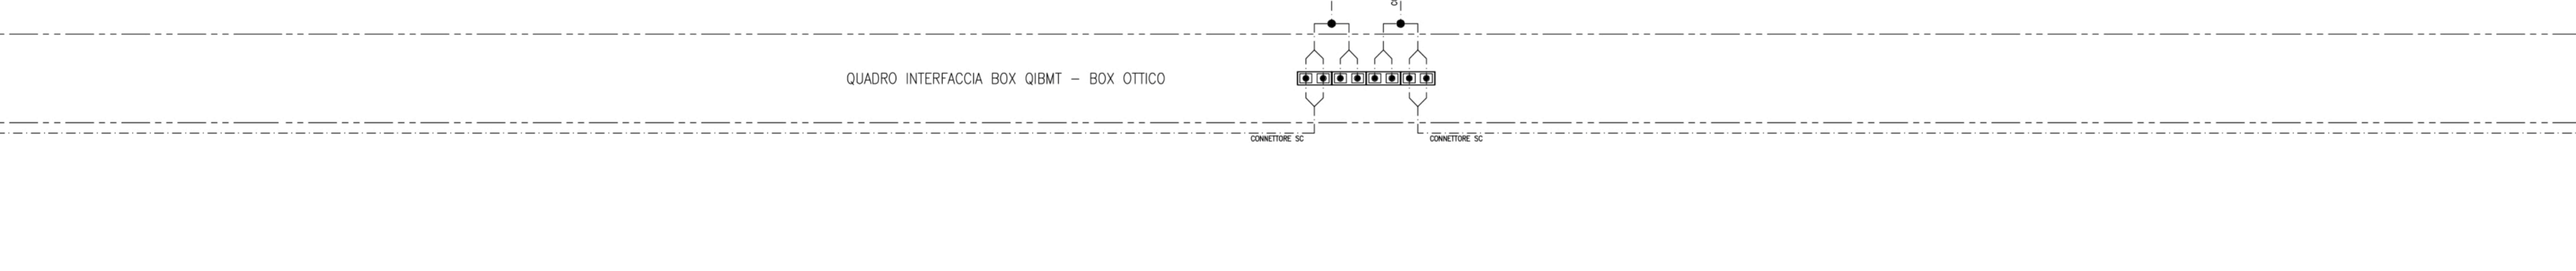 QUADRO INTERFACCIA BOX QIBMT - BOX OTTICO
CONNETTORE SC
CONNETTORE SC